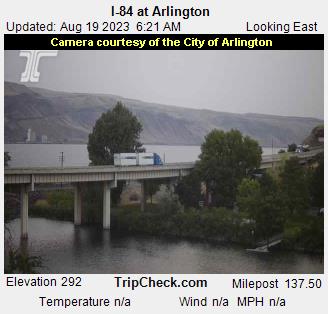 I-84 at Arlington
Updated: Aug 19 2023 6:21 AM Looking East
Camera courtesy of the City of Arlington
Elevation 292 TripCheck.com Milepost 137.50
Temperature n/a Wind n/a MPH n/a